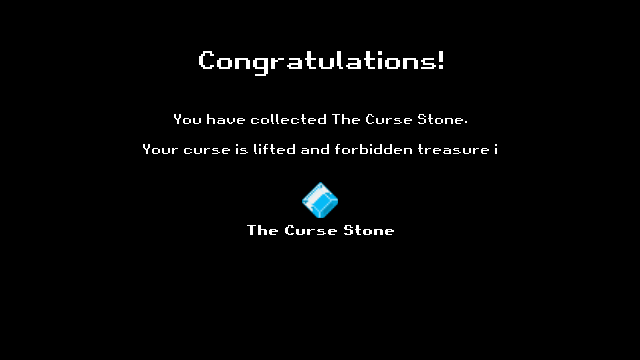 Congratulations!
You have collected The Curse Stone.
Your curse is lifted and forbidden treasure i
The Curse Stone